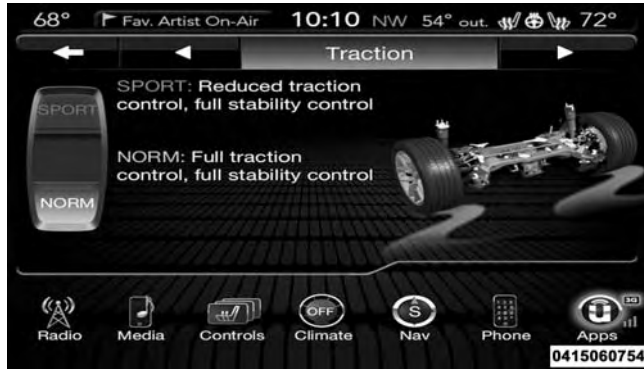 68° Fav. Artist On-Air 10:10 NW 54° out. 72°
Traction
SPORT: Reduced traction
control, full stability control
SPORT
NORM: Full traction
control, full stability control
NORM
OFF
S
3G
Radio Media Controls Climate Nav Phone Apps
0415060754